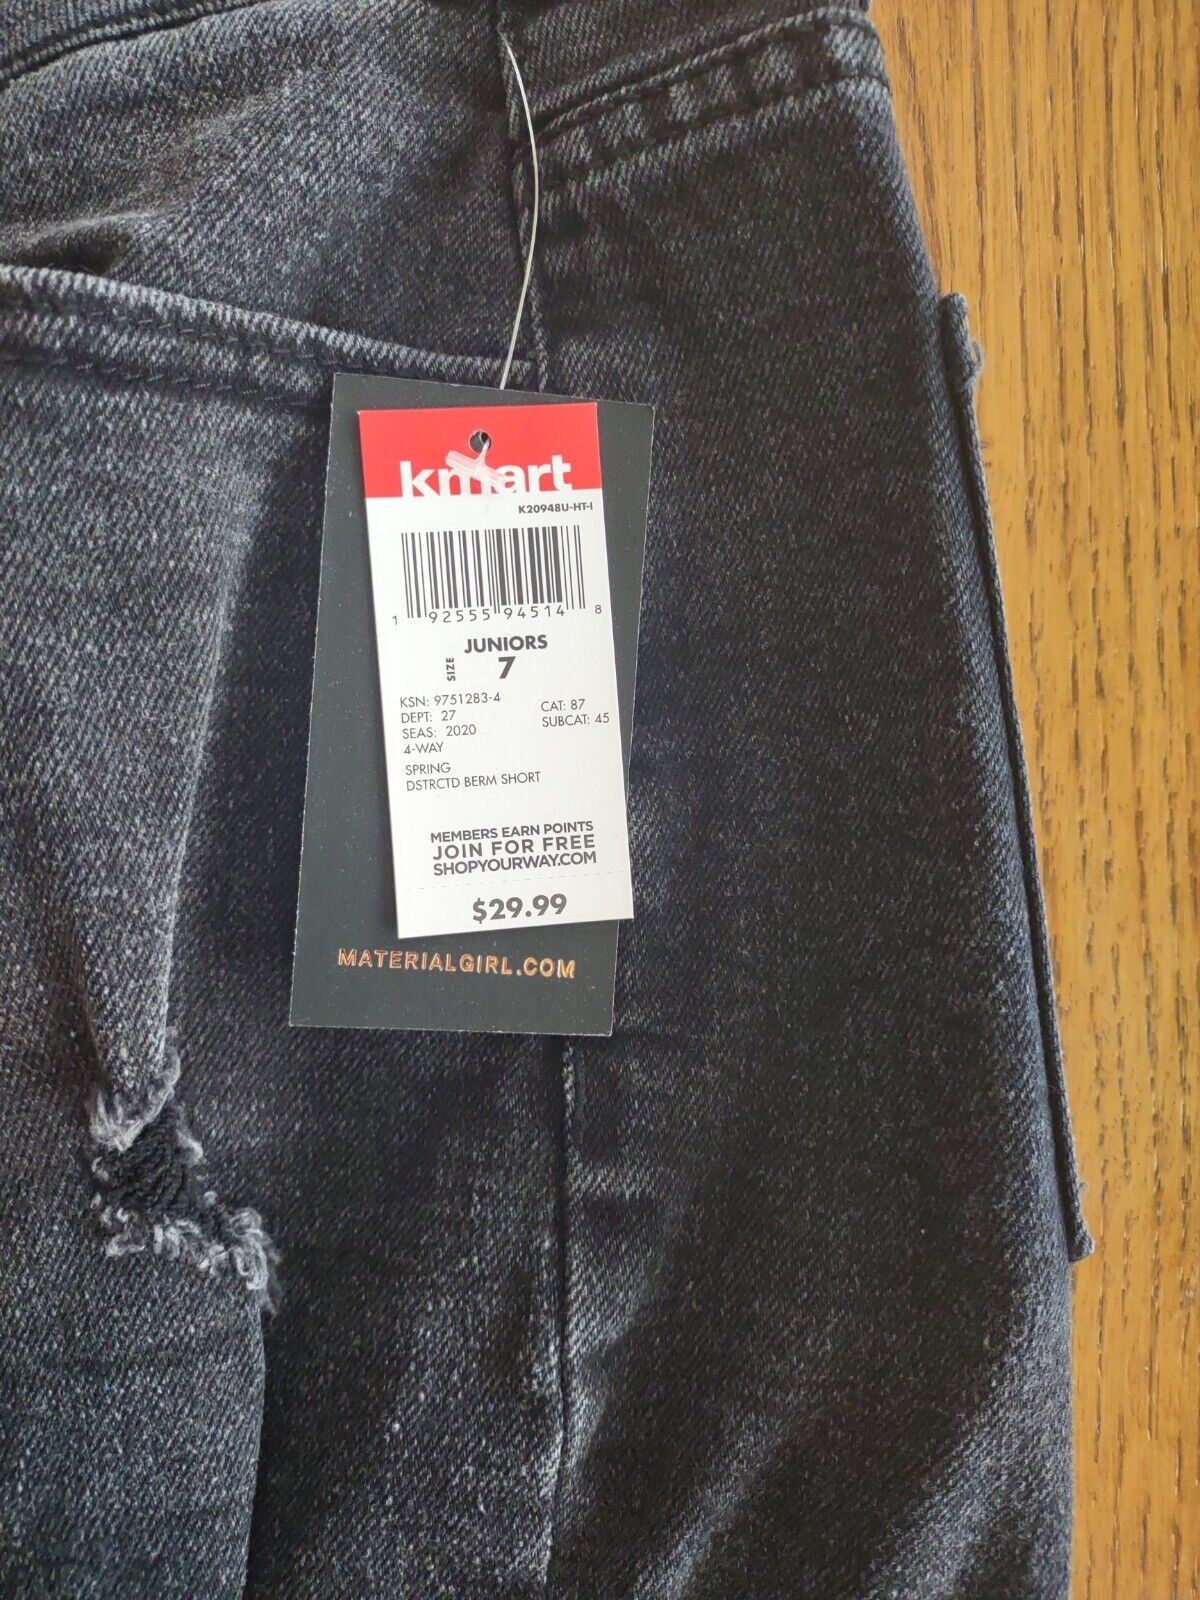 kmart
K20948U-HT-I
1 92555 94514 8
JUNIORS
SIZE 7
KSN: 9751283-4
DEPT: 27 CAT: 87
SEAS: 2020 SUBCAT: 45
4-WAY
SPRING
DSTRCTD BERM SHORT
MEMBERS EARN POINTS
JOIN FOR FREE
SHOPYOURWAY.COM
$29.99
MATERIALGIRL.COM